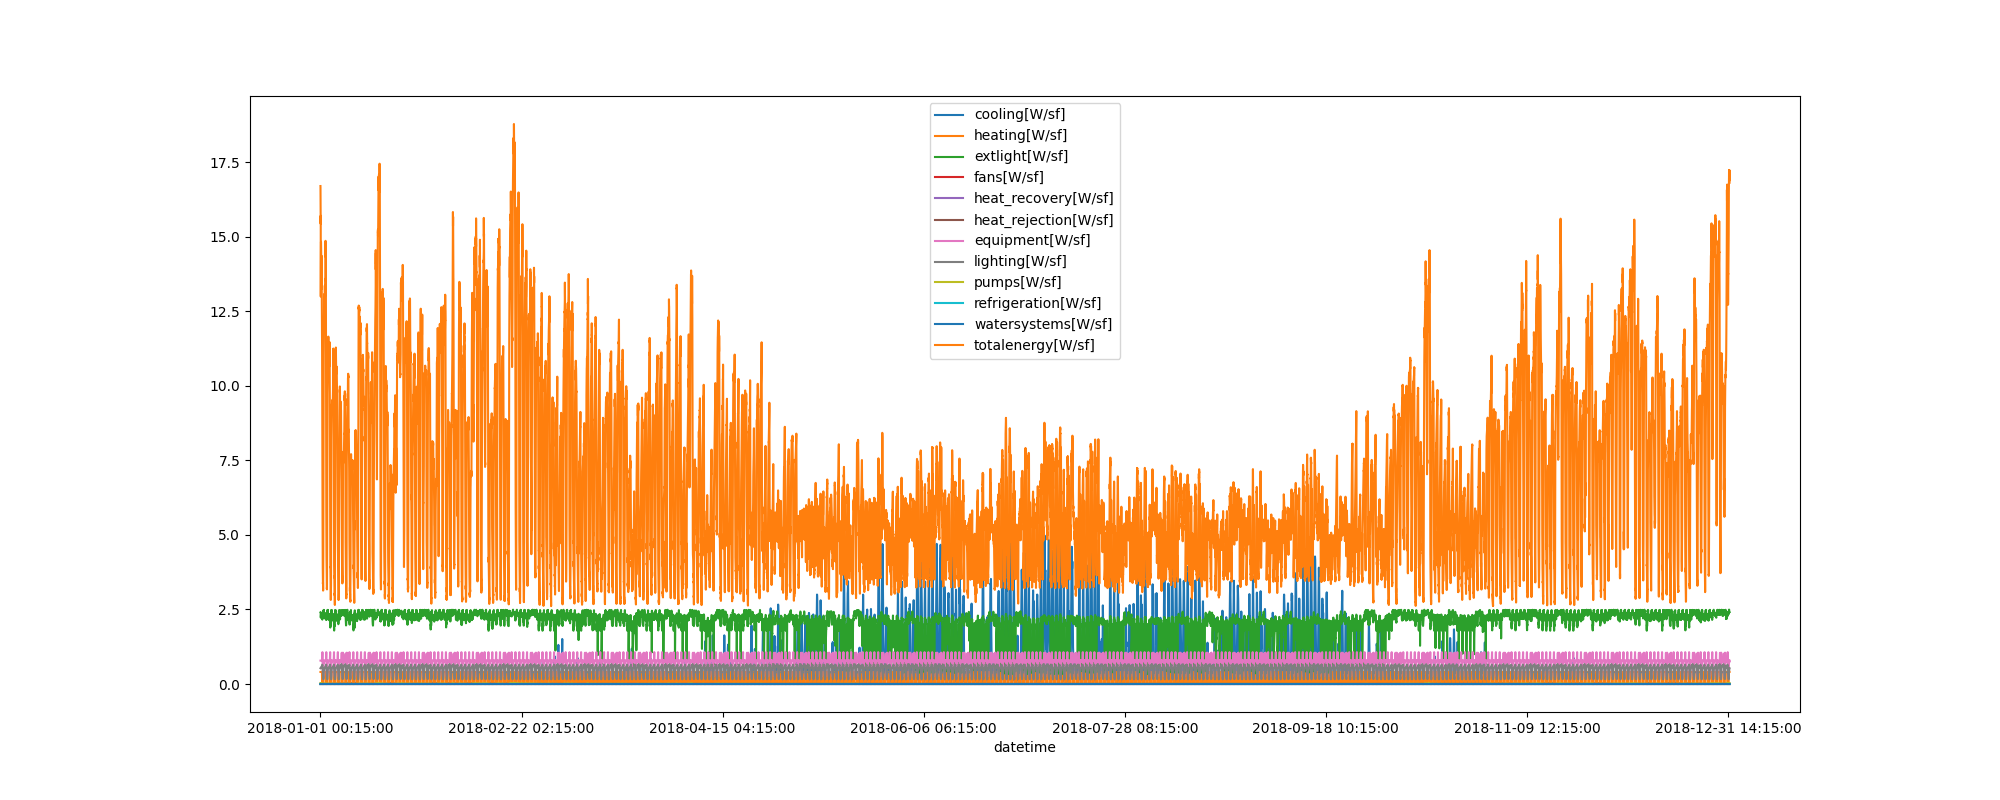 cooling[W/sf]
heating[W/sf]
extlight[W/sf]
fans[W/sf]
heat_recovery[W/sf]
heat_rejection[W/sf]
equipment[W/sf]
lighting[W/sf]
pumps[W/sf]
refrigeration[W/sf]
watersystems[W/sf]
totalenergy[W/sf]
17.5
15.0
12.5
10.0
7.5
5.0
2.5
0.0
2018-01-01 00:15:00 2018-02-22 02:15:00 2018-04-15 04:15:00 2018-06-06 06:15:00 2018-07-28 08:15:00 2018-09-18 10:15:00 2018-11-09 12:15:00 2018-12-31 14:15:00
datetime